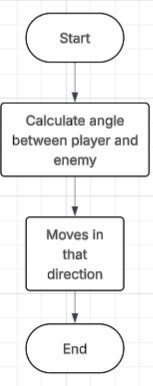 Start
Calculate angle
between player and
enemy
Moves in
that
direction
End